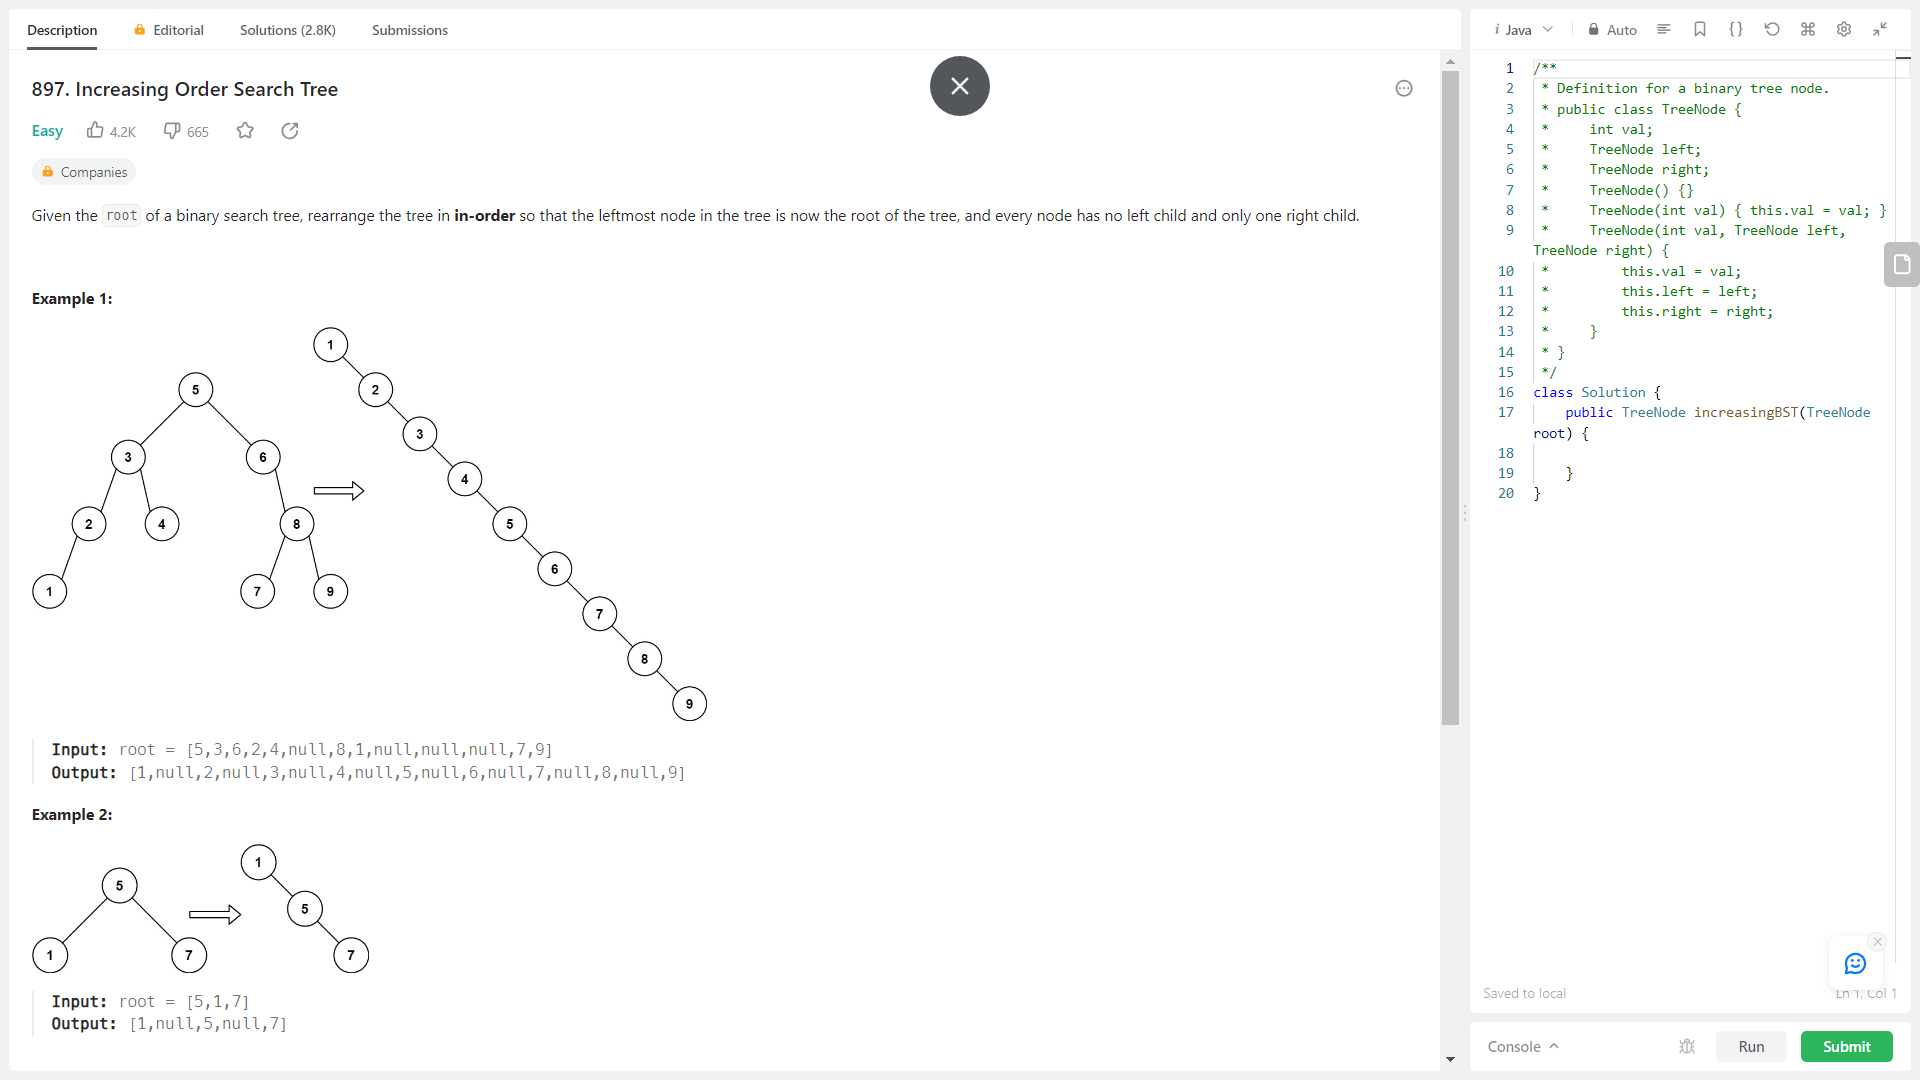 Description
Editorial
Solutions (2.8K)
Submissions
897. Increasing Order Search Tree
Easy
4.2K
665
Companies
Given the root of a binary search tree, rearrange the tree in in-order so that the leftmost node in the tree is now the root of the tree, and every node has no left child and only one right child.
Example 1:
1
5
2
3
3
6
4
2
4
8
5
6
1
7
9
7
8
9
Input: root = [5,3,6,2,4,null,8,1,null,null,null,7,9]
Output: [1,null,2,null,3,null,4,null,5,null,6,null,7,null,8,null,9]
Example 2:
1
5
5
1
7
7
Input: root = [5,1,7]
Output: [1,null,5,null,7]
i Java
Auto
1 /**
2  * Definition for a binary tree node.
3  * public class TreeNode {
4  *     int val;
5  *     TreeNode left;
6  *     TreeNode right;
7  *     TreeNode() {}
8  *     TreeNode(int val) { this.val = val; }
9  *     TreeNode(int val, TreeNode left,
TreeNode right) {
10  *         this.val = val;
11  *         this.left = left;
12  *         this.right = right;
13  *     }
14  * }
15  */
16 class Solution {
17     public TreeNode increasingBST(TreeNode
root) {
18
19     }
20 }
Saved to local
Ln 1, Col 1
Console
Run
Submit